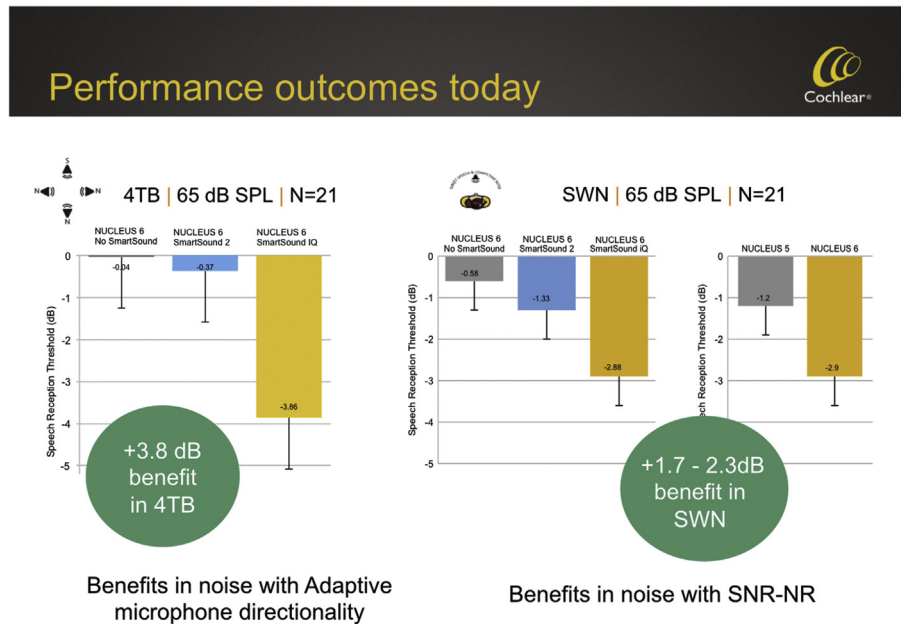 Performance outcomes today
Cochlear®
S
N
N
N
4TB | 65 dB SPL | N=21
NUCLEUS 6
No SmartSound
NUCLEUS 6
SmartSound 2
NUCLEUS 6
SmartSound IQ
Speech Reception Threshold (dB)
0
-1
-2
-3
-4
-5
-0.04
-0.37
-3.86
+3.8 dB
benefit
in 4TB
Benefits in noise with Adaptive
microphone directionality
SWN | 65 dB SPL | N=21
NUCLEUS 6
No SmartSound
NUCLEUS 6
SmartSound 2
NUCLEUS 6
SmartSound iQ
Speech Reception Threshold (dB)
0
-1
-2
-3
-4
-5
-0.58
-1.33
-2.88
NUCLEUS 5
NUCLEUS 6
Speech Reception Threshold (dB)
0
-1
-2
-3
-5
-1.2
-2.9
+1.7 - 2.3dB
benefit in
SWN
Benefits in noise with SNR-NR